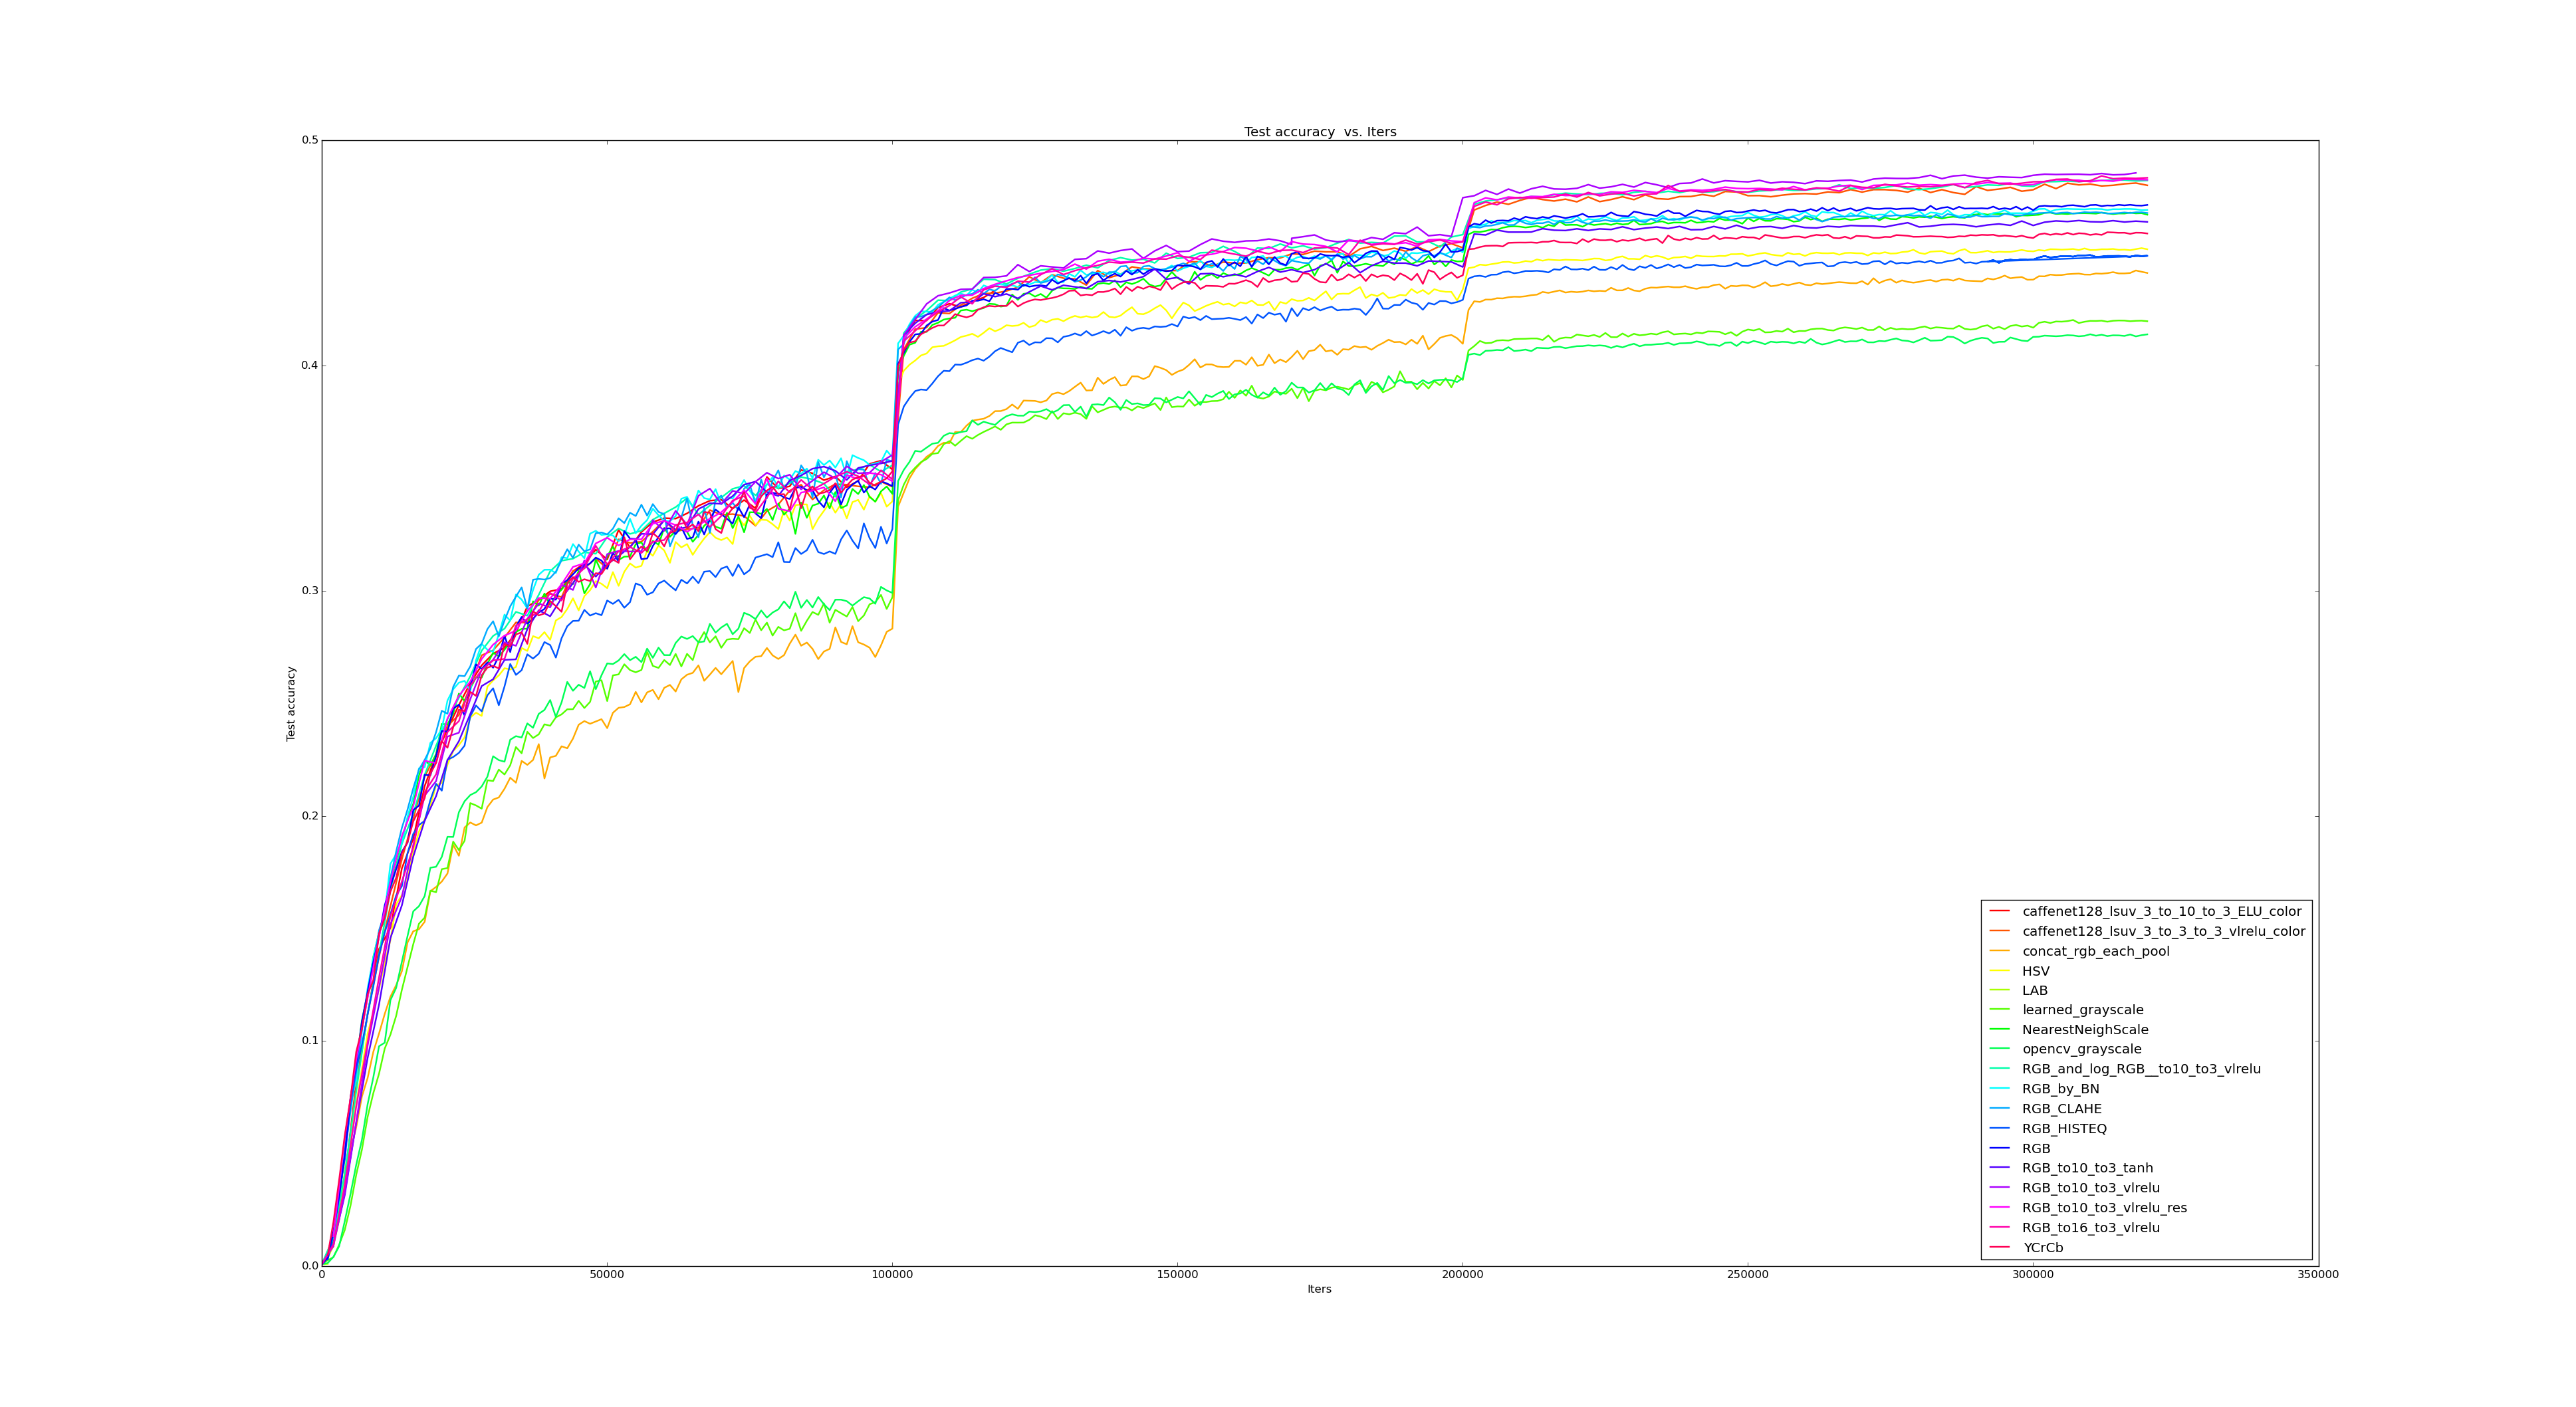 Test accuracy  vs. Iters
0.5
0.4
0.3
0.2
0.1
0.0
Test accuracy
0
50000
100000
150000
200000
250000
300000
350000
Iters
caffenet128_lsuv_3_to_10_to_3_ELU_color
caffenet128_lsuv_3_to_3_to_3_vlrelu_color
concat_rgb_each_pool
HSV
LAB
learned_grayscale
NearestNeighScale
opencv_grayscale
RGB_and_log_RGB__to10_to3_vlrelu
RGB_by_BN
RGB_CLAHE
RGB_HISTEQ
RGB
RGB_to10_to3_tanh
RGB_to10_to3_vlrelu
RGB_to10_to3_vlrelu_res
RGB_to16_to3_vlrelu
YCrCb